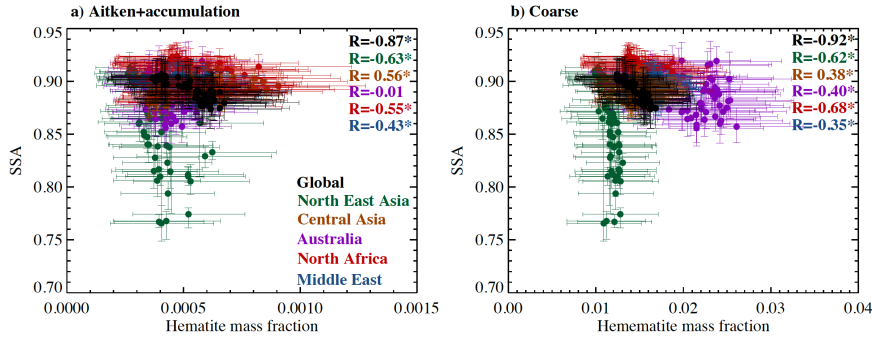 a) Aitken+accumulation
0.95
0.90
0.85
0.80
0.75
0.70
SSA
R=-0.87*
R=-0.63*
R= 0.56*
R=-0.01
R=-0.55*
R=-0.43*
Global
North East Asia
Central Asia
Australia
North Africa
Middle East
0.0000
0.0005
0.0010
0.0015
Hematite mass fraction
b) Coarse
0.95
0.90
0.85
0.80
0.75
0.70
SSA
R=-0.92*
R=-0.62*
R= 0.38*
R=-0.40*
R=-0.68*
R=-0.35*
0.00
0.01
0.02
0.03
0.04
Hemematite mass fraction